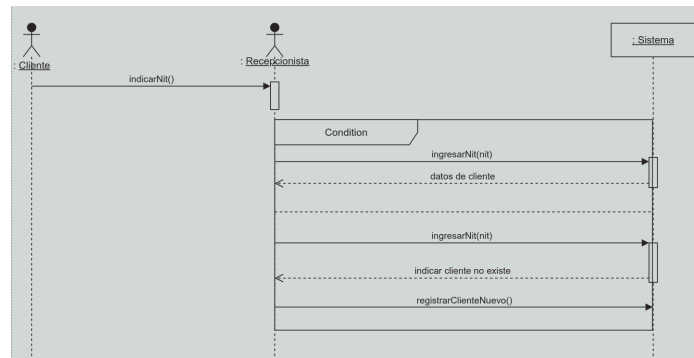 : Sistema
: Cliente
: Recepcionista
indicarNit()
Condition
ingresarNit(nit)
datos de cliente
ingresarNit(nit)
indicar cliente no existe
registrarClienteNuevo()